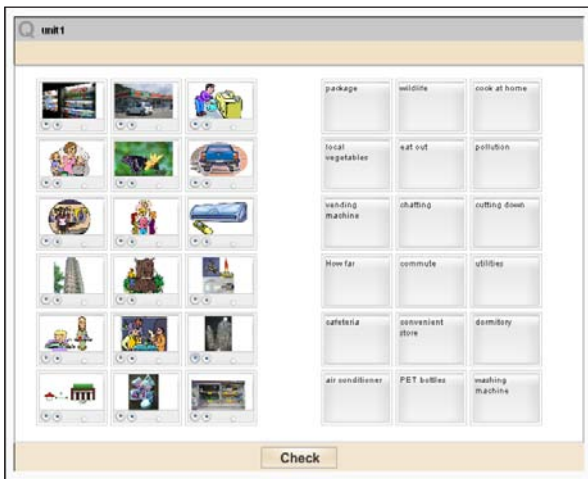 unit1
package
wildlife
cook at home
local
vegetables
eat out
pollution
vending
machine
chatting
cutting down
How far
commute
utilities
cafeteria
convenient
store
dormitory
air conditioner
PET bottles
washing
machine
Check